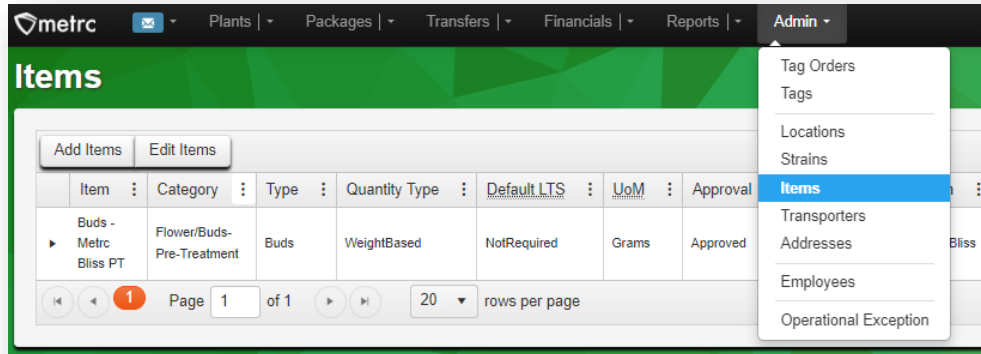 metrc Plants | Packages | Transfers | Financials | Reports | Admin
Items
Tag Orders
Tags
Locations
Strains
Items
Transporters
Addresses
Employees
Operational Exception
Add Items Edit Items
Item Category Type Quantity Type Default LTS UoM Approval
Buds - Metrc Bliss PT Flower/Buds-Pre-Treatment Buds WeightBased NotRequired Grams Approved Bliss
1 Page 1 of 1 20 rows per page